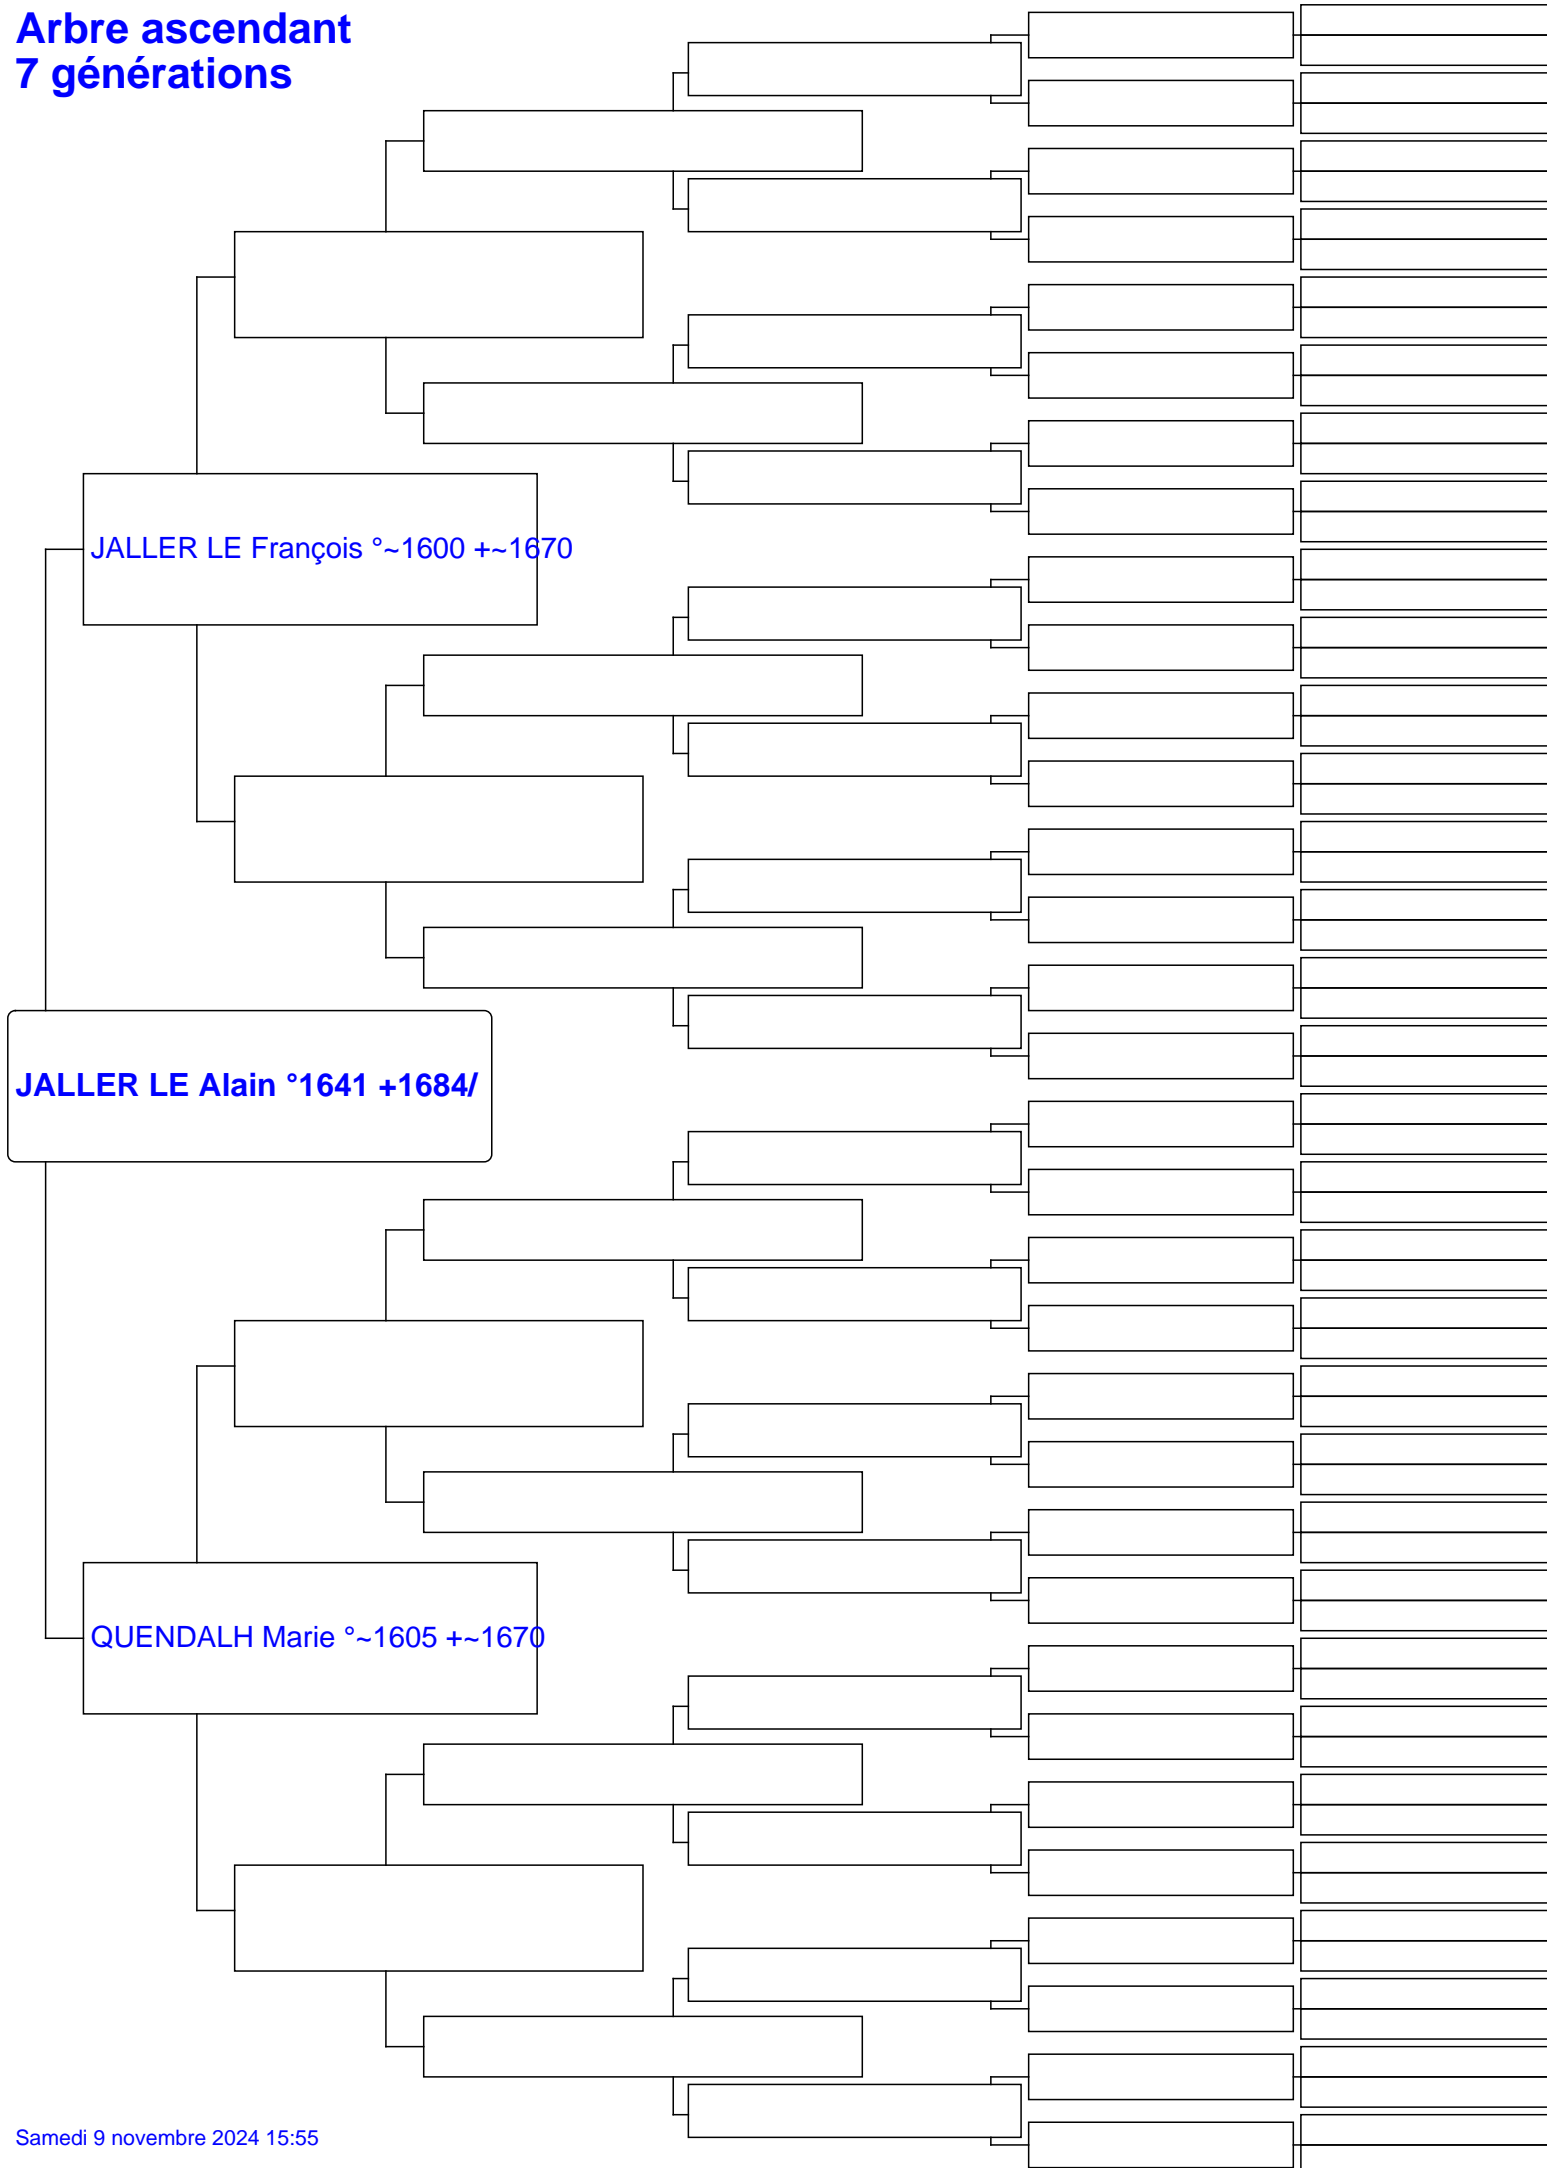 Arbre ascendant
7 générations
JALLER LE François °~1600 +~1670
JALLER LE Alain °1641 +1684/
QUENDALH Marie °~1605 +~1670
Samedi 9 novembre 2024 15:55